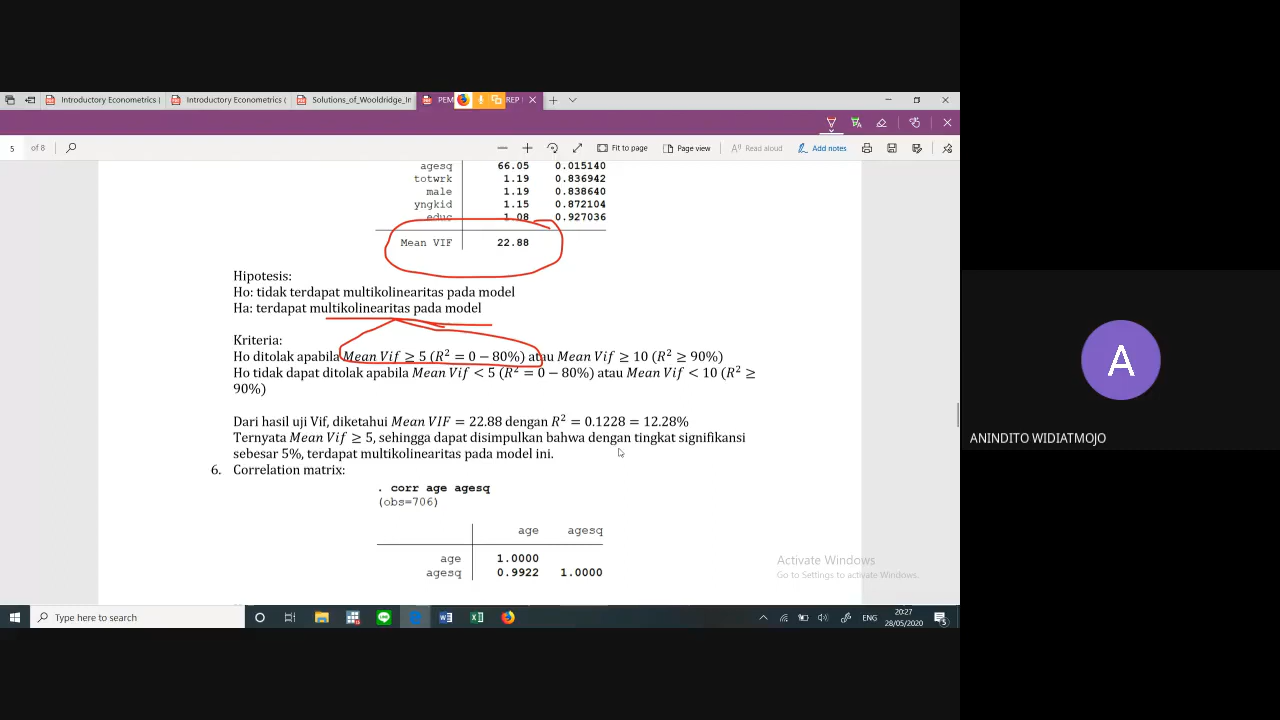 Introductory Econometrics (
Introductory Econometrics (
Solutions_of_Wooldridge_In
PEM
REP
5 of 8
Fit to page
Page view
Read aloud
Add notes
agesq 66.05 0.015140
totwrk 1.19 0.836942
male 1.19 0.838640
yngkid 1.15 0.872104
educ 1.08 0.927036
Mean VIF 22.88
Hipotesis:
Ho: tidak terdapat multikolinearitas pada model
Ha: terdapat multikolinearitas pada model
Kriteria:
Ho ditolak apabila Mean Vif ≥ 5 (R² = 0 − 80%) atau Mean Vif ≥ 10 (R² ≥ 90%)
Ho tidak dapat ditolak apabila Mean Vif < 5 (R² = 0 − 80%) atau Mean Vif < 10 (R² ≥
90%)
Dari hasil uji Vif, diketahui Mean VIF = 22.88 dengan R² = 0.1228 = 12.28%
Ternyata Mean Vif ≥ 5, sehingga dapat disimpulkan bahwa dengan tingkat signifikansi
sebesar 5%, terdapat multikolinearitas pada model ini.
6. Correlation matrix:
. corr age agesq
(obs=706)
age agesq
age 1.0000
agesq 0.9922 1.0000
Activate Windows
Go to Settings to activate Windows.
A
ANINDITO WIDIATMOJO
Type here to search
ENG
20:27
28/05/2020
5